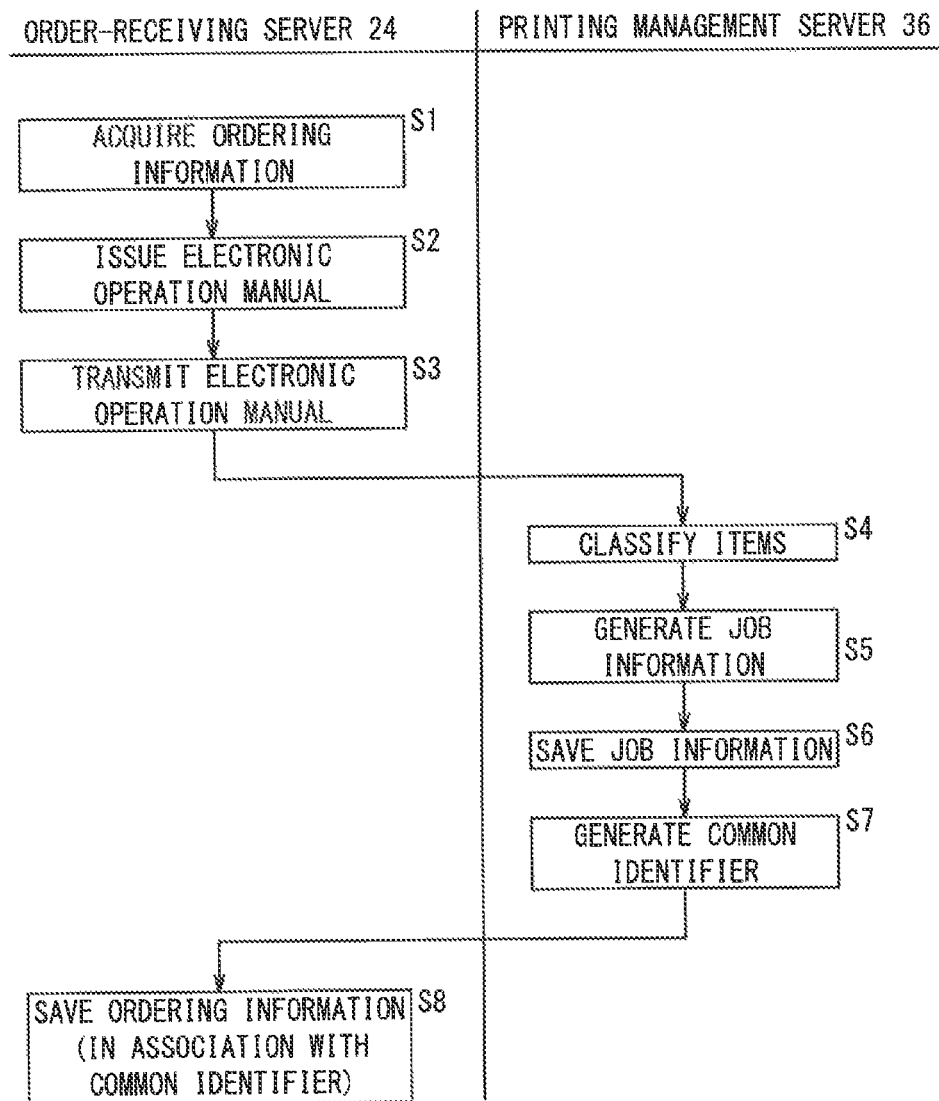 ORDER-RECEIVING SERVER 24
PRINTING MANAGEMENT SERVER 36
S1
ACQUIRE ORDERING
INFORMATION
S2
ISSUE ELECTRONIC
OPERATION MANUAL
S3
TRANSMIT ELECTRONIC
OPERATION MANUAL
S4
CLASSIFY ITEMS
GENERATE JOB
INFORMATION
S5
S6
SAVE JOB INFORMATION
S7
GENERATE COMMON
IDENTIFIER
S8
SAVE ORDERING INFORMATION
(IN ASSOCIATION WITH
COMMON IDENTIFIER)